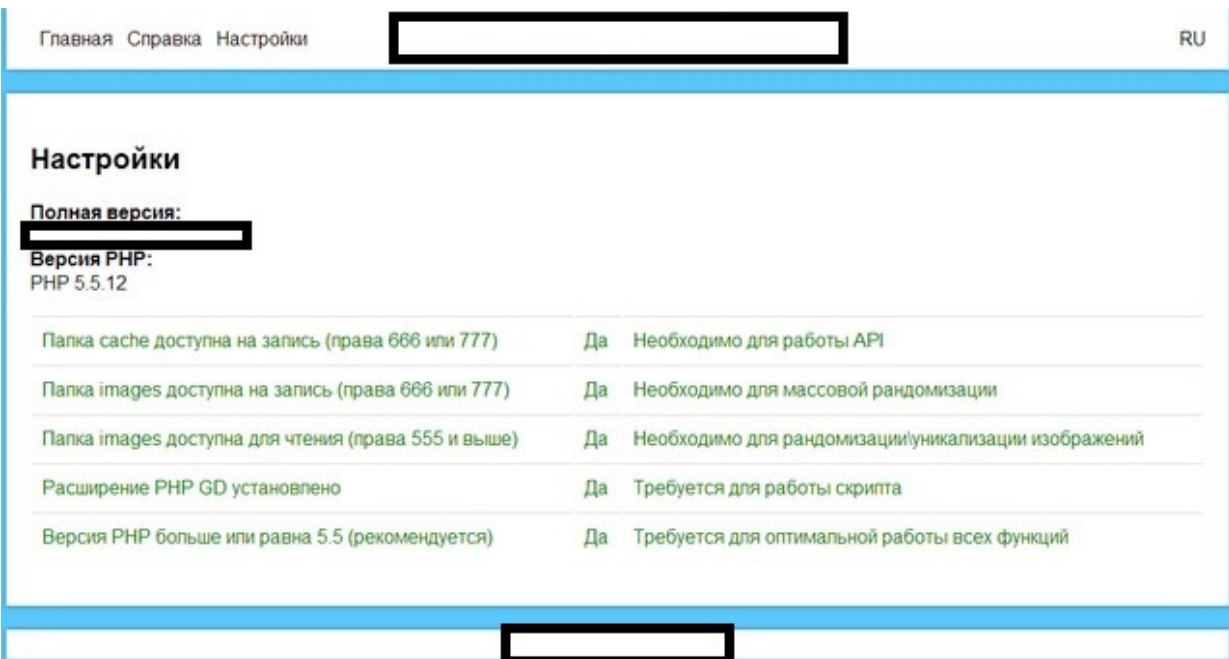 Главная Справка Настройки RU
Настройки
Полная версия:
Версия PHP:
PHP 5.5.12
Папка cache доступна на запись (права 666 или 777) Да Необходимо для работы API
Папка images доступна на запись (права 666 или 777) Да Необходимо для массовой рандомизации
Папка images доступна для чтения (права 555 и выше) Да Необходимо для рандомизации\уникализации изображений
Расширение PHP GD установлено Да Требуется для работы скрипта
Версия PHP больше или равна 5.5 (рекомендуется) Да Требуется для оптимальной работы всех функций